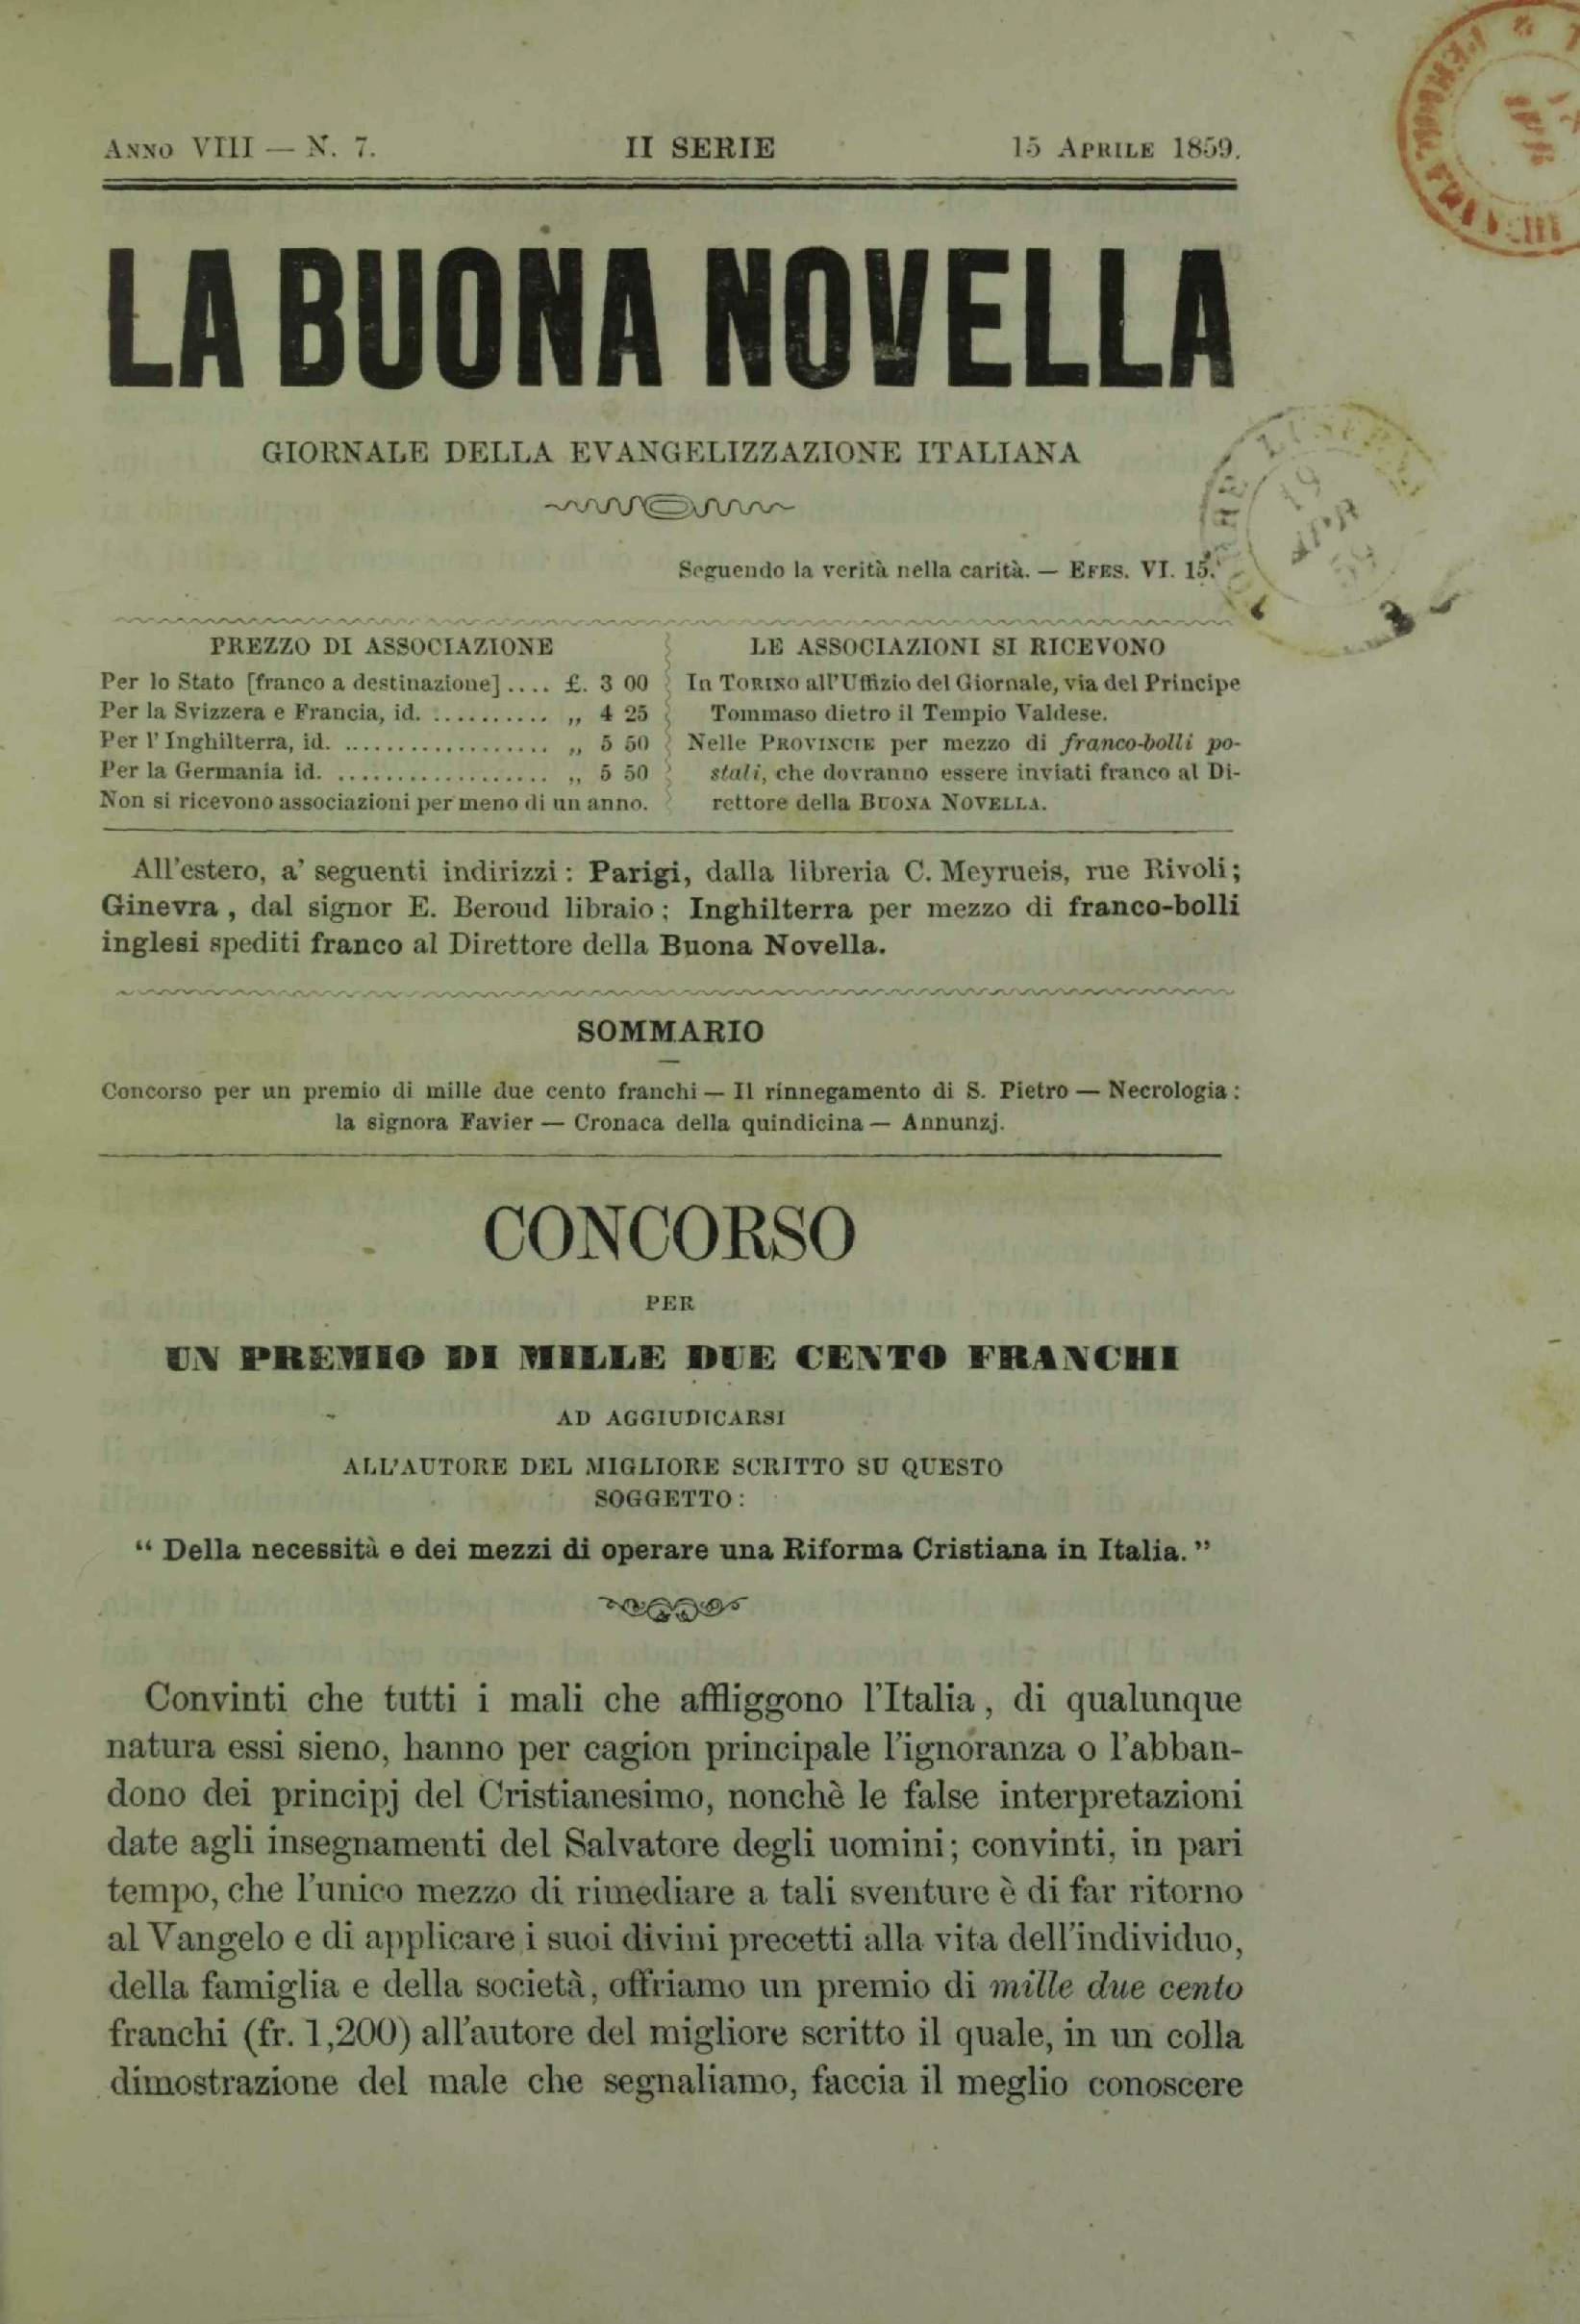 ANNO VIII — N. 7.
II SERIE
15 APRILE 1859.
LA BUONA NOVELLA
GIORNALE DELLA EVANGELIZZAZIONE ITALIANA
Seguendo la verità nella carità. — EFES. VI. 15.
PREZZO DI ASSOCIAZIONE
Per lo Stato [franco a destinazione] .... £. 3 00
Per la Svizzera e Francia, id. ........... „ 4 25
Per l'Inghilterra, id. .................. „ 5 50
Per la Germania id. .................. „ 5 50
Non si ricevono associazioni per meno di un anno.
LE ASSOCIAZIONI SI RICEVONO
In TORINO all'Uffizio del Giornale, via del Principe
Tommaso dietro il Tempio Valdese.
Nelle PROVINCIE per mezzo di franco-bolli po-
stali, che dovranno essere inviati franco al Di-
rettore della BUONA NOVELLA.
All'estero, a' seguenti indirizzi : Parigi, dalla libreria C. Meyrueis, rue Rivoli;
Ginevra , dal signor E. Beroud libraio ; Inghilterra per mezzo di franco-bolli
inglesi spediti franco al Direttore della Buona Novella.
SOMMARIO
Concorso per un premio di mille due cento franchi — Il rinnegamento di S. Pietro — Necrologia :
la signora Favier — Cronaca della quindicina — Annunzj.
CONCORSO
PER
UN PREMIO DI MILLE DUE CENTO FRANCHI
AD AGGIUDICARSI
ALL'AUTORE DEL MIGLIORE SCRITTO SU QUESTO
SOGGETTO :
“ Della necessità e dei mezzi di operare una Riforma Cristiana in Italia. ”
Convinti che tutti i mali che affliggono l'Italia , di qualunque
natura essi sieno, hanno per cagion principale l'ignoranza o l'abban-
dono dei principj del Cristianesimo, nonchè le false interpretazioni
date agli insegnamenti del Salvatore degli uomini; convinti, in pari
tempo, che l'unico mezzo di rimediare a tali sventure è di far ritorno
al Vangelo e di applicare i suoi divini precetti alla vita dell'individuo,
della famiglia e della società, offriamo un premio di mille due cento
franchi (fr. 1,200) all'autore del migliore scritto il quale, in un colla
dimostrazione del male che segnaliamo, faccia il meglio conoscere
19
APR
59